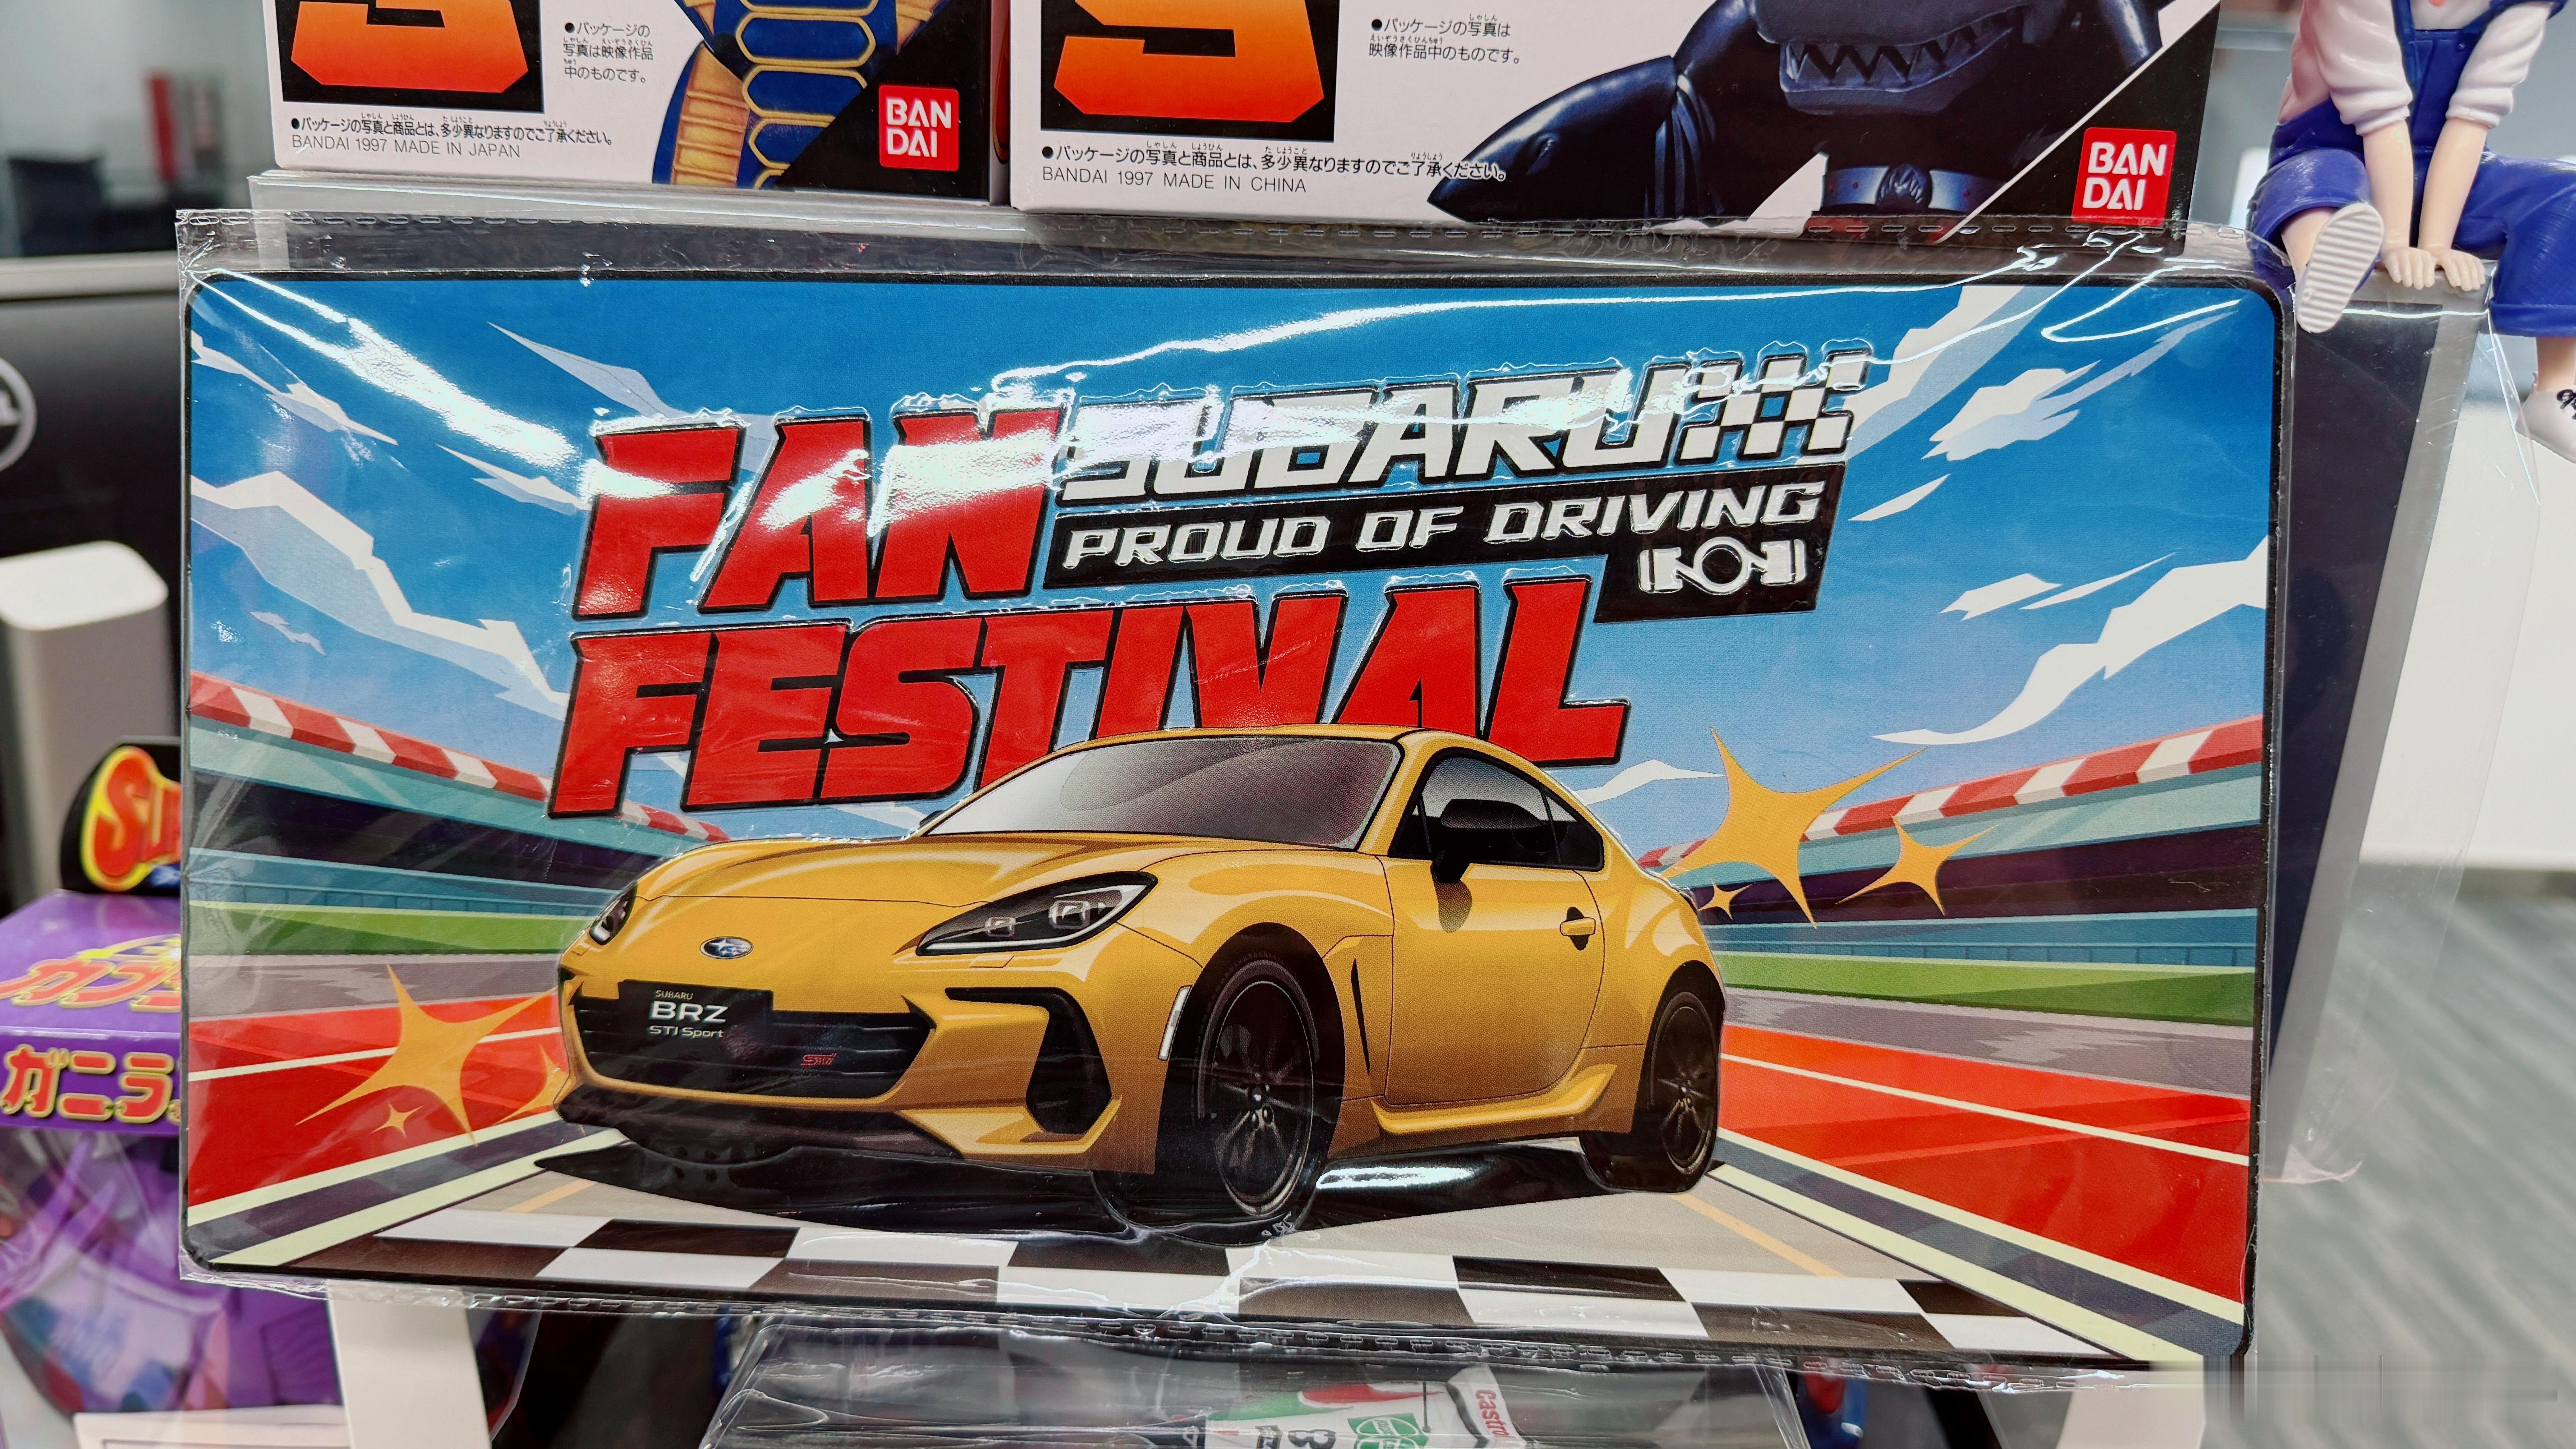 ●パッケージの
写真は映像作品
中のものです。
●パッケージの写真と商品とは、多少異なりますのでご了承ください。
BANDAI 1997 MADE IN JAPAN
BAN
DAI
●パッケージの写真は
映像作品中のものです。
●パッケージの写真と商品とは、多少異なりますのでご了承ください。
BANDAI 1997 MADE IN CHINA
BAN
DAI
FAN SUBARU
PROUD OF DRIVING
FESTIVAL
SUBARU
BRZ
STI Sport
STI
ガニラ